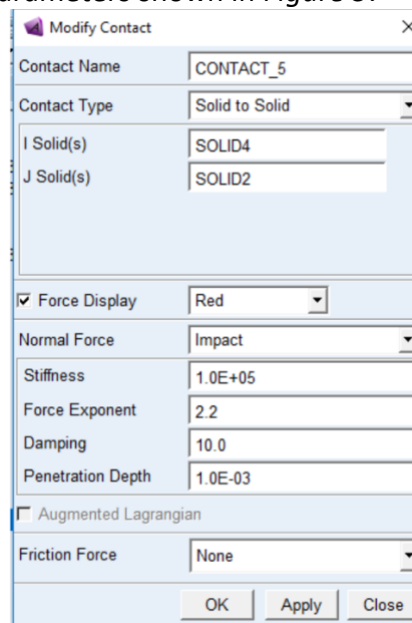 arameters shown in Figure 3.
Modify Contact
Contact Name CONTACT_5
Contact Type Solid to Solid
I Solid(s) SOLID4
J Solid(s) SOLID2
Force Display Red
Normal Force Impact
Stiffness 1.0E+05
Force Exponent 2.2
Damping 10.0
Penetration Depth 1.0E-03
Augmented Lagrangian
Friction Force None
OK Apply Close